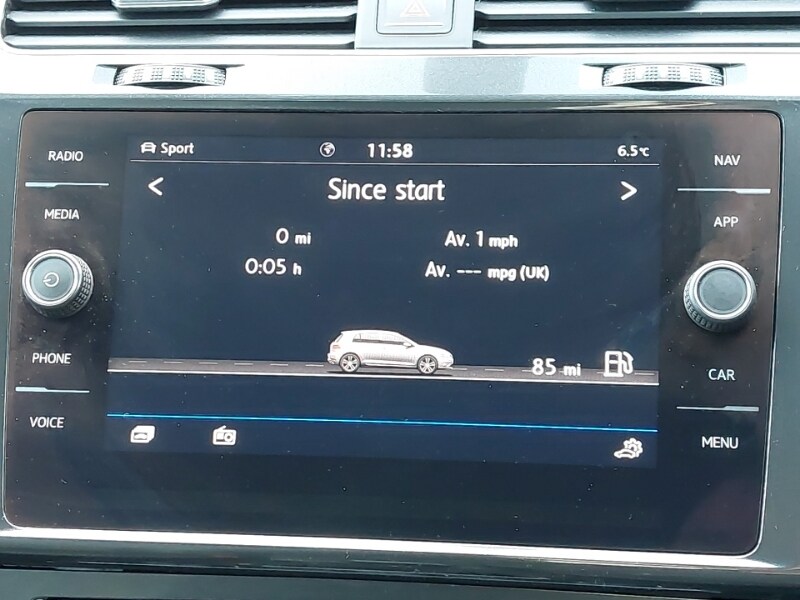 RADIO
MEDIA
PHONE
VOICE
Sport 11:58 6.5°C
< Since start >
0 mi Av. 1 mph
0:05 h Av. --- mpg (UK)
85 mi
NAV
APP
CAR
MENU